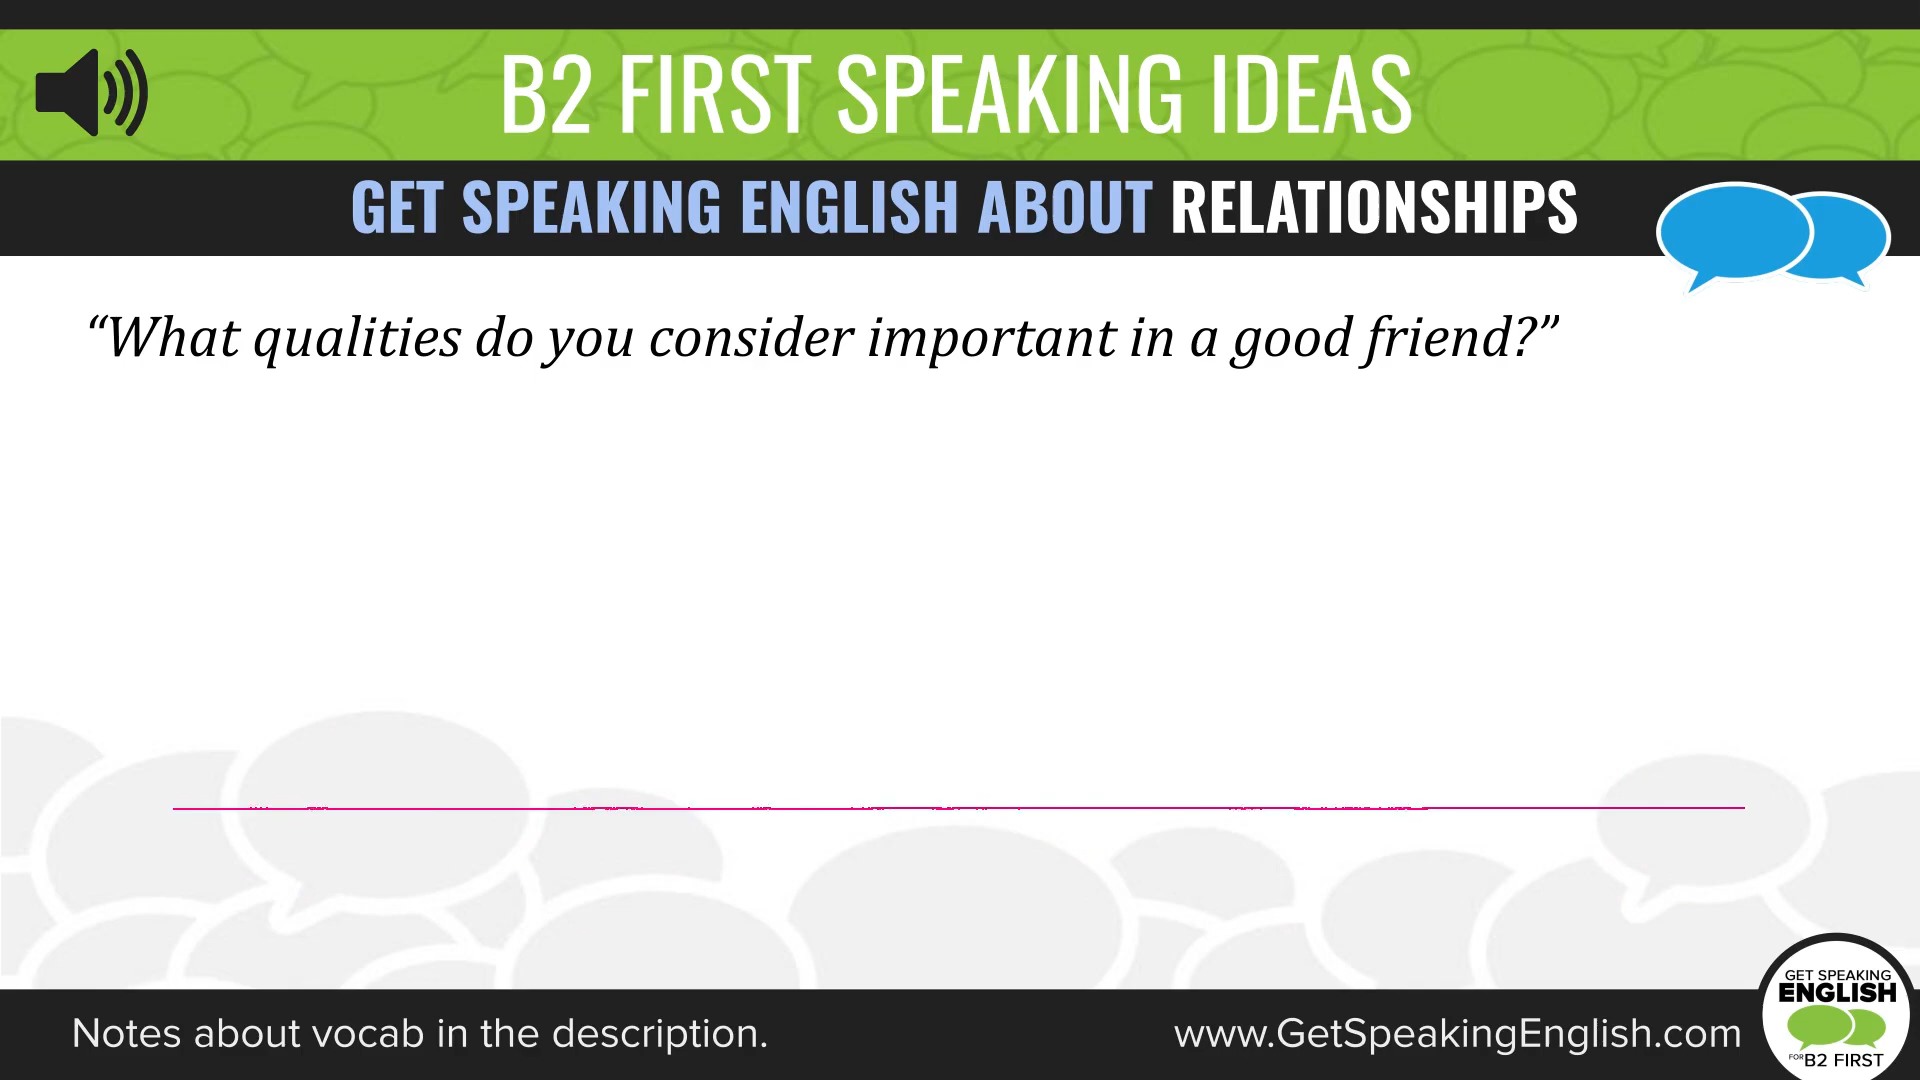 B2 FIRST SPEAKING IDEAS
GET SPEAKING ENGLISH ABOUT RELATIONSHIPS
“What qualities do you consider important in a good friend?”
Notes about vocab in the description.
www.GetSpeakingEnglish.com
GET SPEAKING
ENGLISH
FOR B2 FIRST